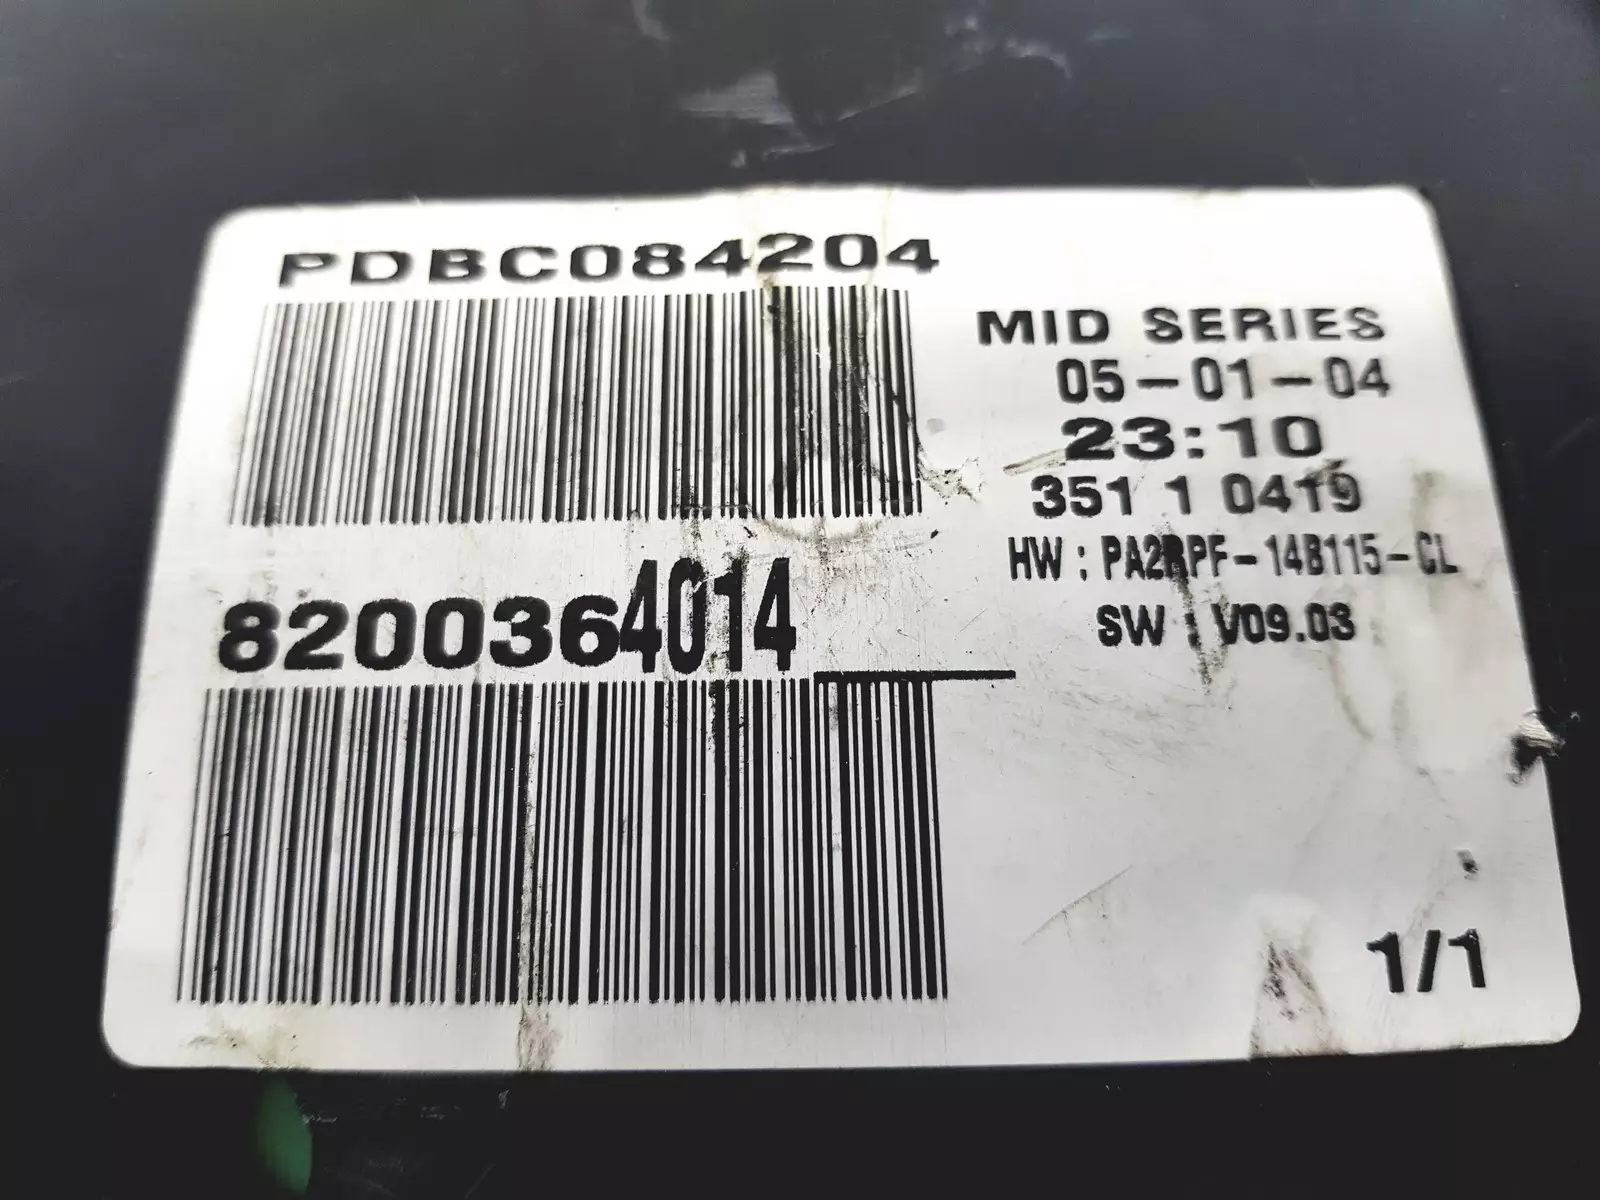 PDBC084204
MID SERIES
05-01-04
23:10
351 1 0419
HW : PA2RPF-14B115-CL
SW : V09.03
8200364014
1/1